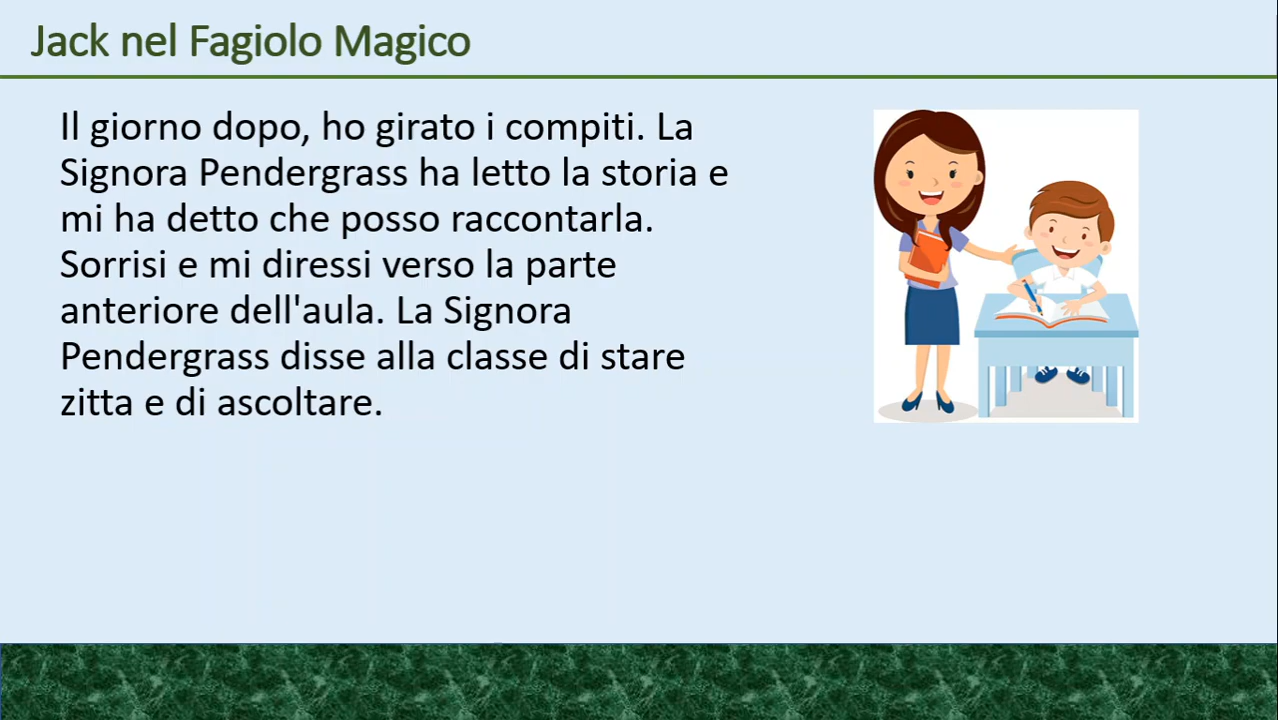 Jack nel Fagiolo Magico
Il giorno dopo, ho girato i compiti. La
Signora Pendergrass ha letto la storia e
mi ha detto che posso raccontarla.
Sorrisi e mi diressi verso la parte
anteriore dell'aula. La Signora
Pendergrass disse alla classe di stare
zitta e di ascoltare.